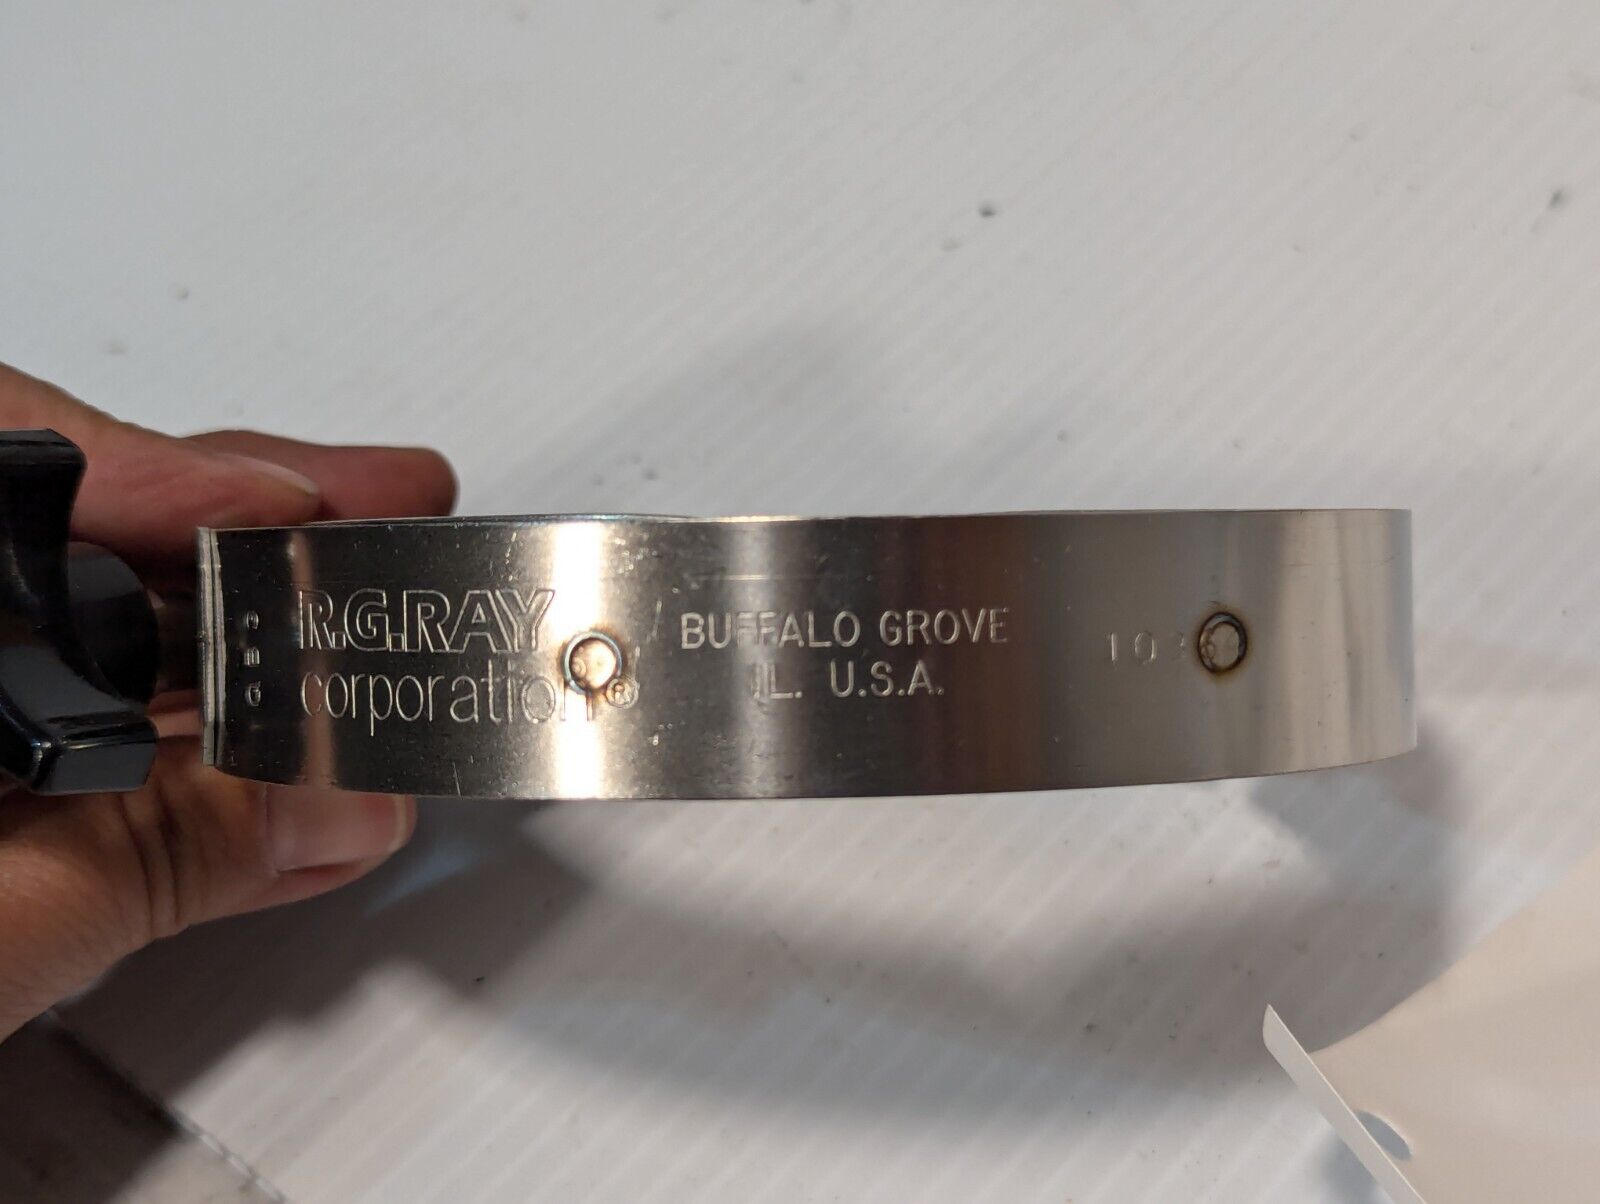 R.G.RAY
corporation®
BUFFALO GROVE
IL. U.S.A.